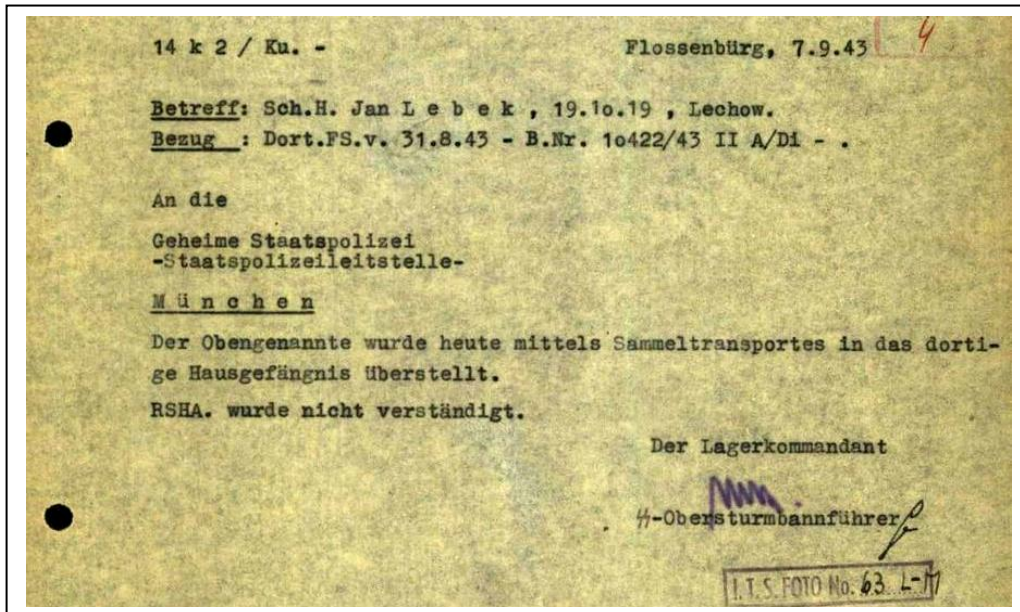 14 k 2 / Ku. - Flossenbürg, 7.9.43 4
Betreff: Sch.H. Jan L e b e k , 19.1o.19 , Lechow.
Bezug : Dort.FS.v. 31.8.43 - B.Nr. 1o422/43 II A/Di - .
An die
Geheime Staatspolizei
-Staatspolizeileitstelle-
M ü n c h e n
Der Obengenannte wurde heute mittels Sammeltransportes in das dorti-
ge Hausgefängnis überstellt.
RSHA. wurde nicht verständigt.
Der Lagerkommandant
ᛋᛋ-Obersturmbannführer
I.T.S. FOTO No. 63 L-M